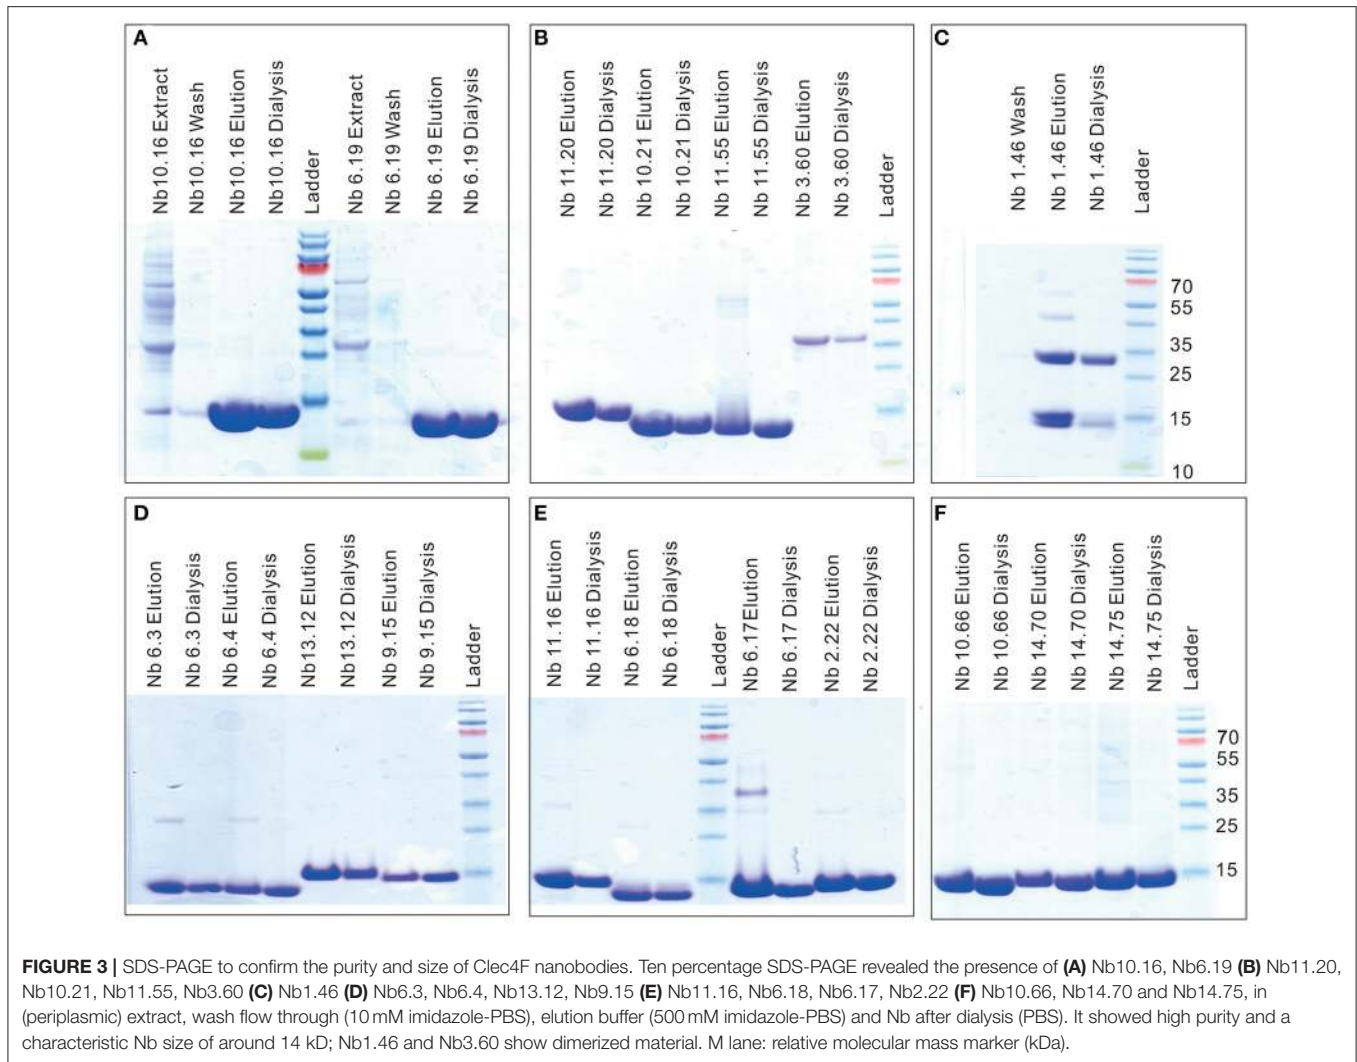 A
Nb10.16 Extract
Nb10.16 Wash
Nb10.16 Elution
Nb10.16 Dialysis
Ladder
Nb 6.19 Extract
Nb 6.19 Wash
Nb 6.19 Elution
Nb 6.19 Dialysis
B
Nb 11.20 Elution
Nb 11.20 Dialysis
Nb 10.21 Elution
Nb 10.21 Dialysis
Nb 11.55 Elution
Nb 11.55 Dialysis
Nb 3.60 Elution
Nb 3.60 Dialysis
Ladder
C
Nb 1.46 Wash
Nb 1.46 Elution
Nb 1.46 Dialysis
Ladder
70
55
35
25
15
10
D
Nb 6.3 Elution
Nb 6.3 Dialysis
Nb 6.4 Elution
Nb 6.4 Dialysis
Nb13.12 Elution
Nb13.12 Dialysis
Nb 9.15 Elution
Nb 9.15 Dialysis
Ladder
E
Nb 11.16 Elution
Nb 11.16 Dialysis
Nb 6.18 Elution
Nb 6.18 Dialysis
Ladder
Nb 6.17Elution
Nb 6.17 Dialysis
Nb 2.22 Elution
Nb 2.22 Dialysis
F
Nb 10.66 Elution
Nb 10.66 Dialysis
Nb 14.70 Elution
Nb 14.70 Dialysis
Nb 14.75 Elution
Nb 14.75 Dialysis
Ladder
70
55
35
25
15
FIGURE 3 | SDS-PAGE to confirm the purity and size of Clec4F nanobodies. Ten percentage SDS-PAGE revealed the presence of (A) Nb10.16, Nb6.19 (B) Nb11.20,
Nb10.21, Nb11.55, Nb3.60 (C) Nb1.46 (D) Nb6.3, Nb6.4, Nb13.12, Nb9.15 (E) Nb11.16, Nb6.18, Nb6.17, Nb2.22 (F) Nb10.66, Nb14.70 and Nb14.75, in
(periplasmic) extract, wash flow through (10 mM imidazole-PBS), elution buffer (500 mM imidazole-PBS) and Nb after dialysis (PBS). It showed high purity and a
characteristic Nb size of around 14 kD; Nb1.46 and Nb3.60 show dimerized material. M lane: relative molecular mass marker (kDa).